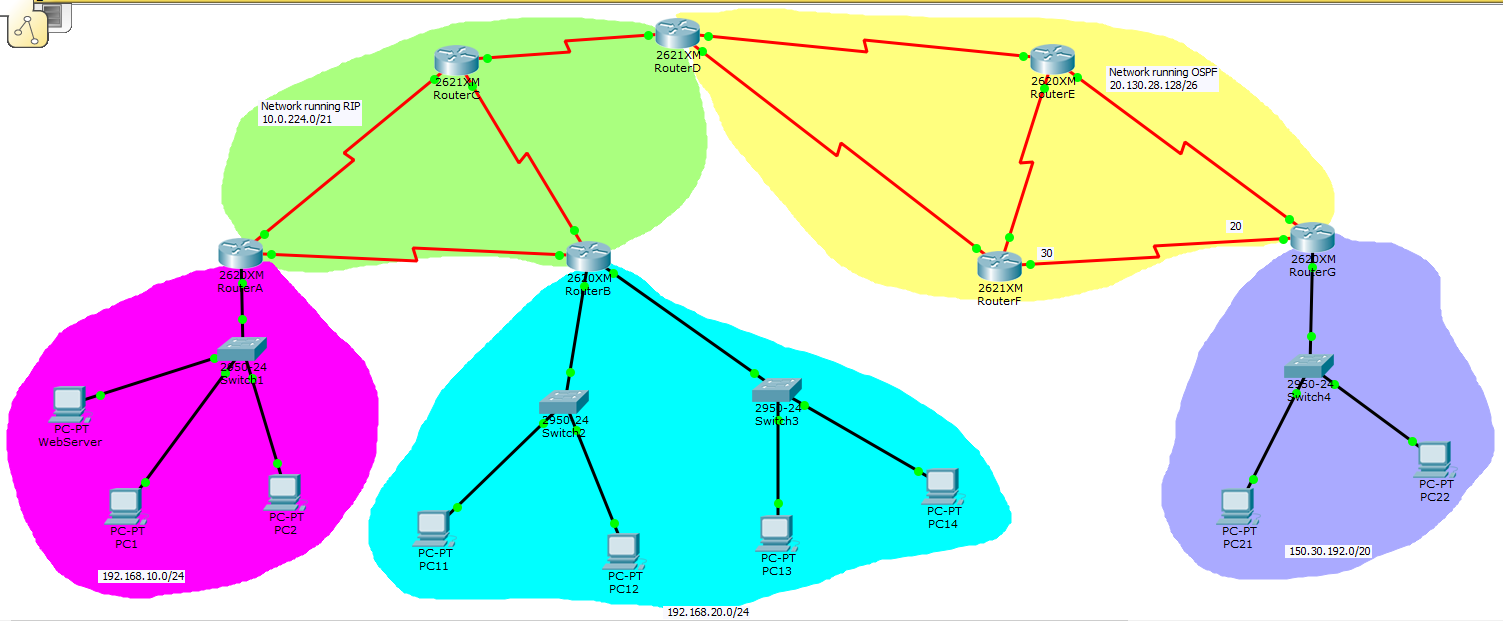 2621XM
RouterD
2621XM
RouterC
2620XM
RouterE
Network running OSPF
20.130.28.128/26
Network running RIP
10.0.224.0/21
20
30
2620XM
RouterA
2620XM
RouterB
2621XM
RouterF
2620XM
RouterG
2950-24
Switch1
2950-24
Switch2
2950-24
Switch3
2950-24
Switch4
PC-PT
WebServer
PC-PT
PC1
PC-PT
PC2
PC-PT
PC11
PC-PT
PC12
PC-PT
PC13
PC-PT
PC14
PC-PT
PC21
PC-PT
PC22
192.168.10.0/24
192.168.20.0/24
150.30.192.0/20